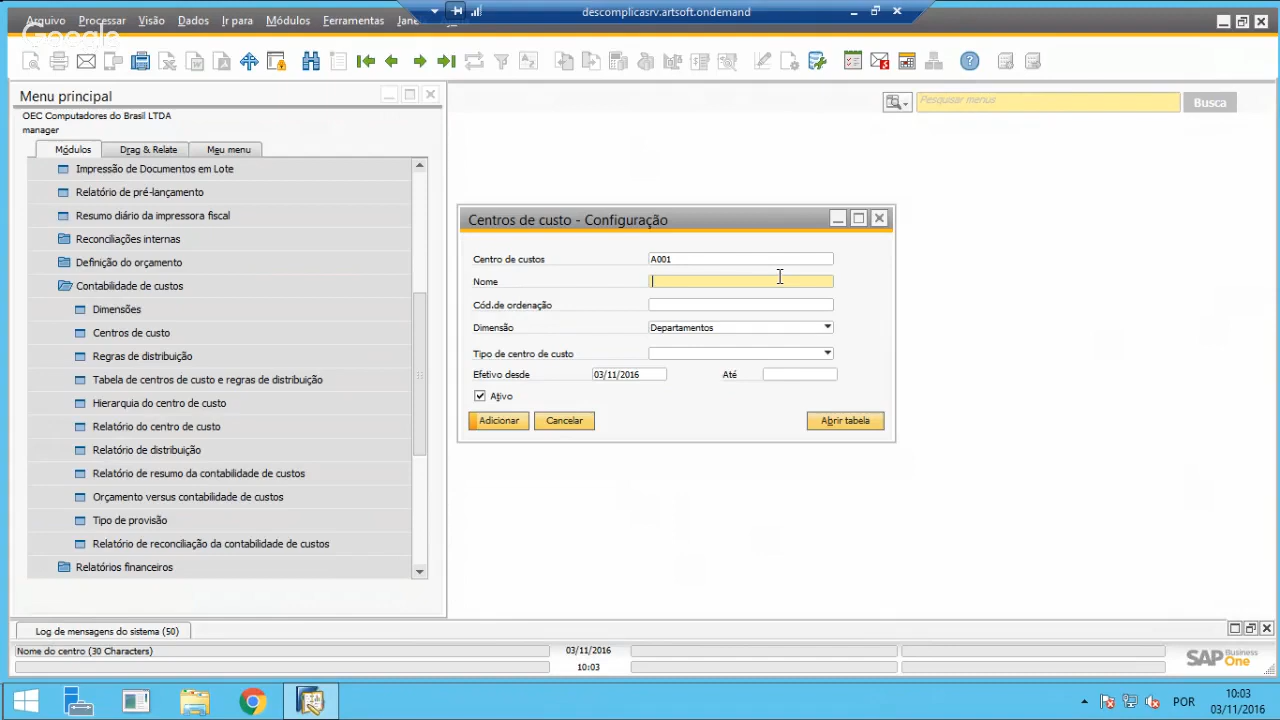 Arquivo Processar Visão Dados Ir para Módulos Ferramentas Jane
descomplicasrv.artsoft.ondemand
Google
Menu principal
OEC Computadores do Brasil LTDA
manager
Módulos Drag & Relate Meu menu
Pesquisar menus Busca
Impressão de Documentos em Lote
Relatório de pré-lançamento
Resumo diário da impressora fiscal
Reconciliações internas
Definição do orçamento
Contabilidade de custos
Dimensões
Centros de custo
Regras de distribuição
Tabela de centros de custo e regras de distribuição
Hierarquia do centro de custo
Relatório do centro de custo
Relatório de distribuição
Relatório de resumo da contabilidade de custos
Orçamento versus contabilidade de custos
Tipo de provisão
Relatório de reconciliação da contabilidade de custos
Relatórios financeiros
Centros de custo - Configuração
Centro de custos A001
Nome
Cód.de ordenação
Dimensão Departamentos
Tipo de centro de custo
Efetivo desde 03/11/2016 Até
Ativo
Adicionar Cancelar Abrir tabela
Log de mensagens do sistema (50)
Nome do centro (30 Characters) 03/11/2016
10:03
SAP Business One
POR 10:03
03/11/2016